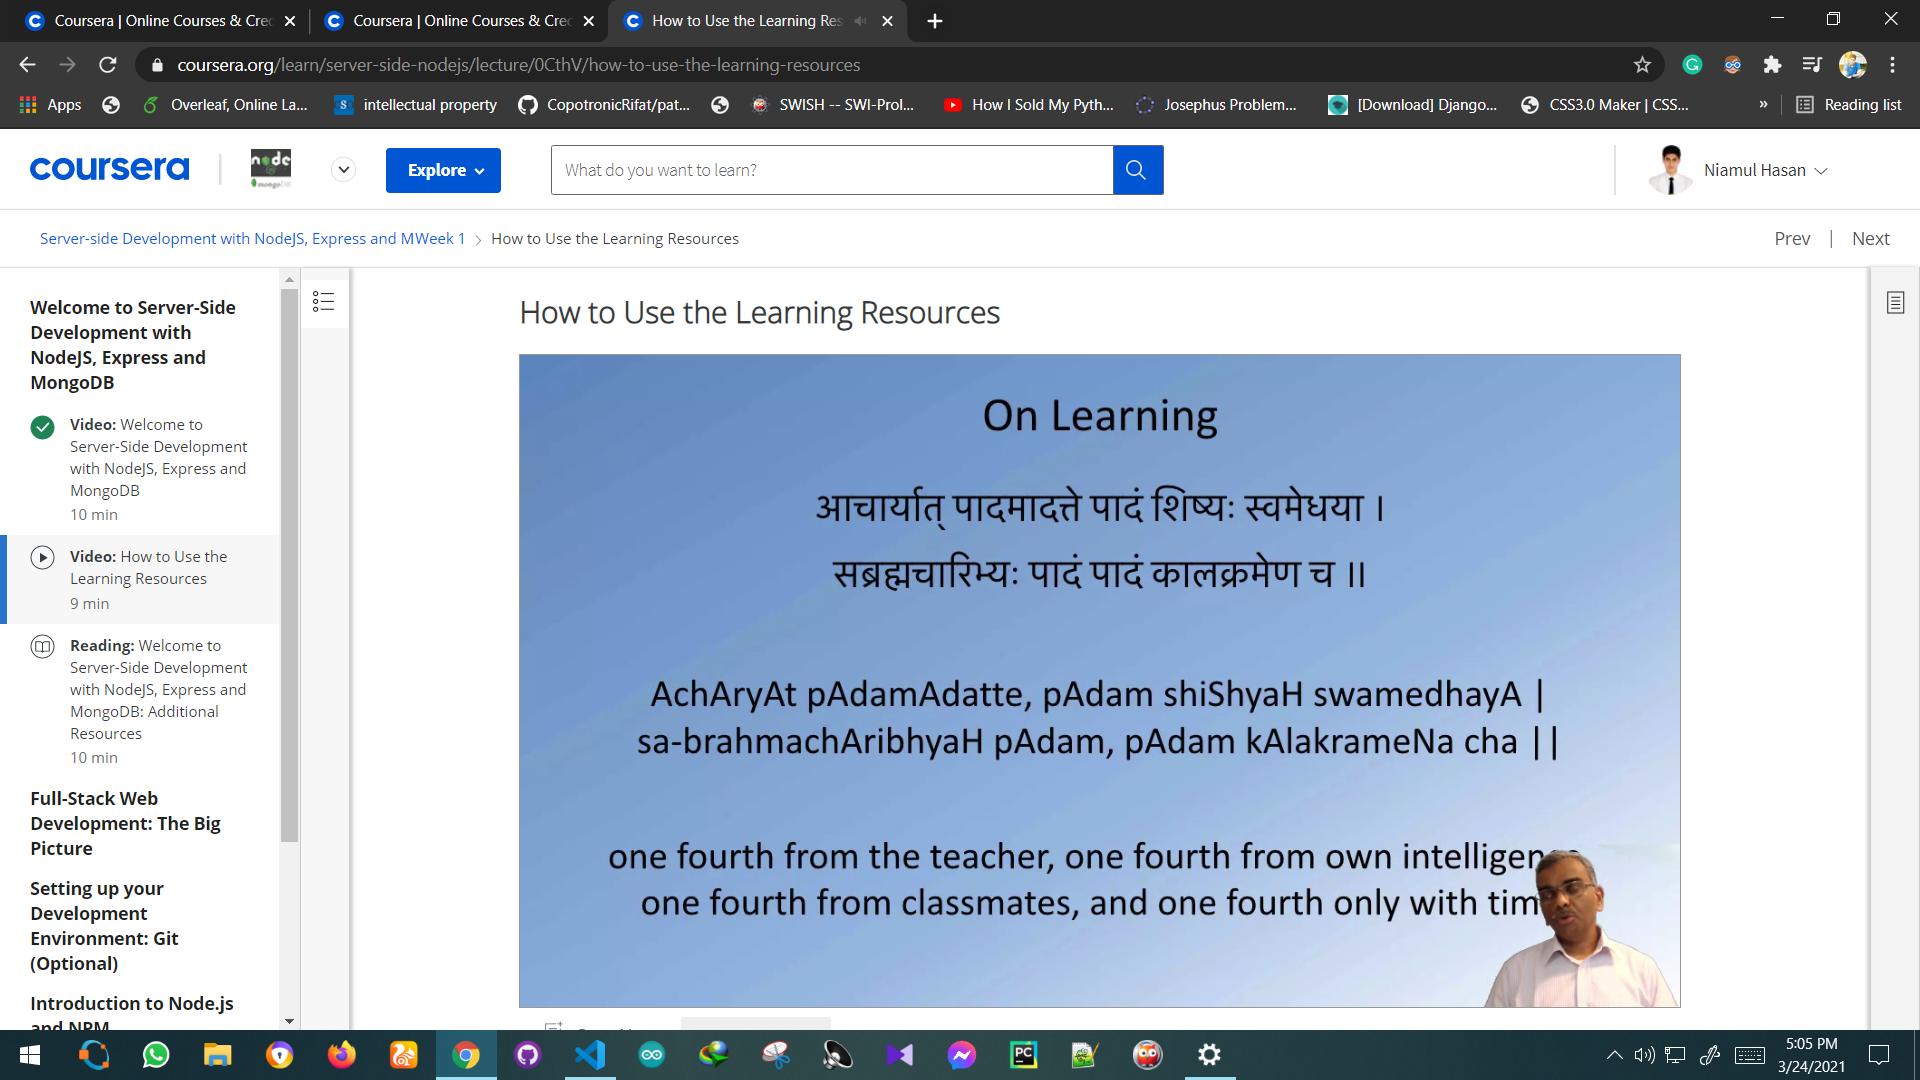 Coursera | Online Courses & Cre
Coursera | Online Courses & Cre
How to Use the Learning Res
coursera.org/learn/server-side-nodejs/lecture/0CthV/how-to-use-the-learning-resources
Apps
Overleaf, Online La...
intellectual property
CopotronicRifat/pat...
SWISH -- SWI-Prol...
How I Sold My Pyth...
Josephus Problem...
[Download] Django...
CSS3.0 Maker | CSS...
»
Reading list
coursera
node
mongoDB
Explore
What do you want to learn?
Niamul Hasan
Server-side Development with NodeJS, Express and MWeek 1 > How to Use the Learning Resources
Prev | Next
Welcome to Server-Side
Development with
NodeJS, Express and
MongoDB
Video: Welcome to
Server-Side Development
with NodeJS, Express and
MongoDB
10 min
Video: How to Use the
Learning Resources
9 min
Reading: Welcome to
Server-Side Development
with NodeJS, Express and
MongoDB: Additional
Resources
10 min
Full-Stack Web
Development: The Big
Picture
Setting up your
Development
Environment: Git
(Optional)
Introduction to Node.js
and NPM
How to Use the Learning Resources
On Learning
आचार्यात् पादमादत्ते पादं शिष्यः स्वमेधया ।
सब्रह्मचारिभ्यः पादं पादं कालक्रमेण च ॥
AchAryAt pAdamAdatte, pAdam shiShyaH swamedhayA |
sa-brahmachAribhyaH pAdam, pAdam kAlakrameNa cha ||
one fourth from the teacher, one fourth from own
one fourth from classmates, and one fourth only with
PC
5:05 PM
3/24/2021